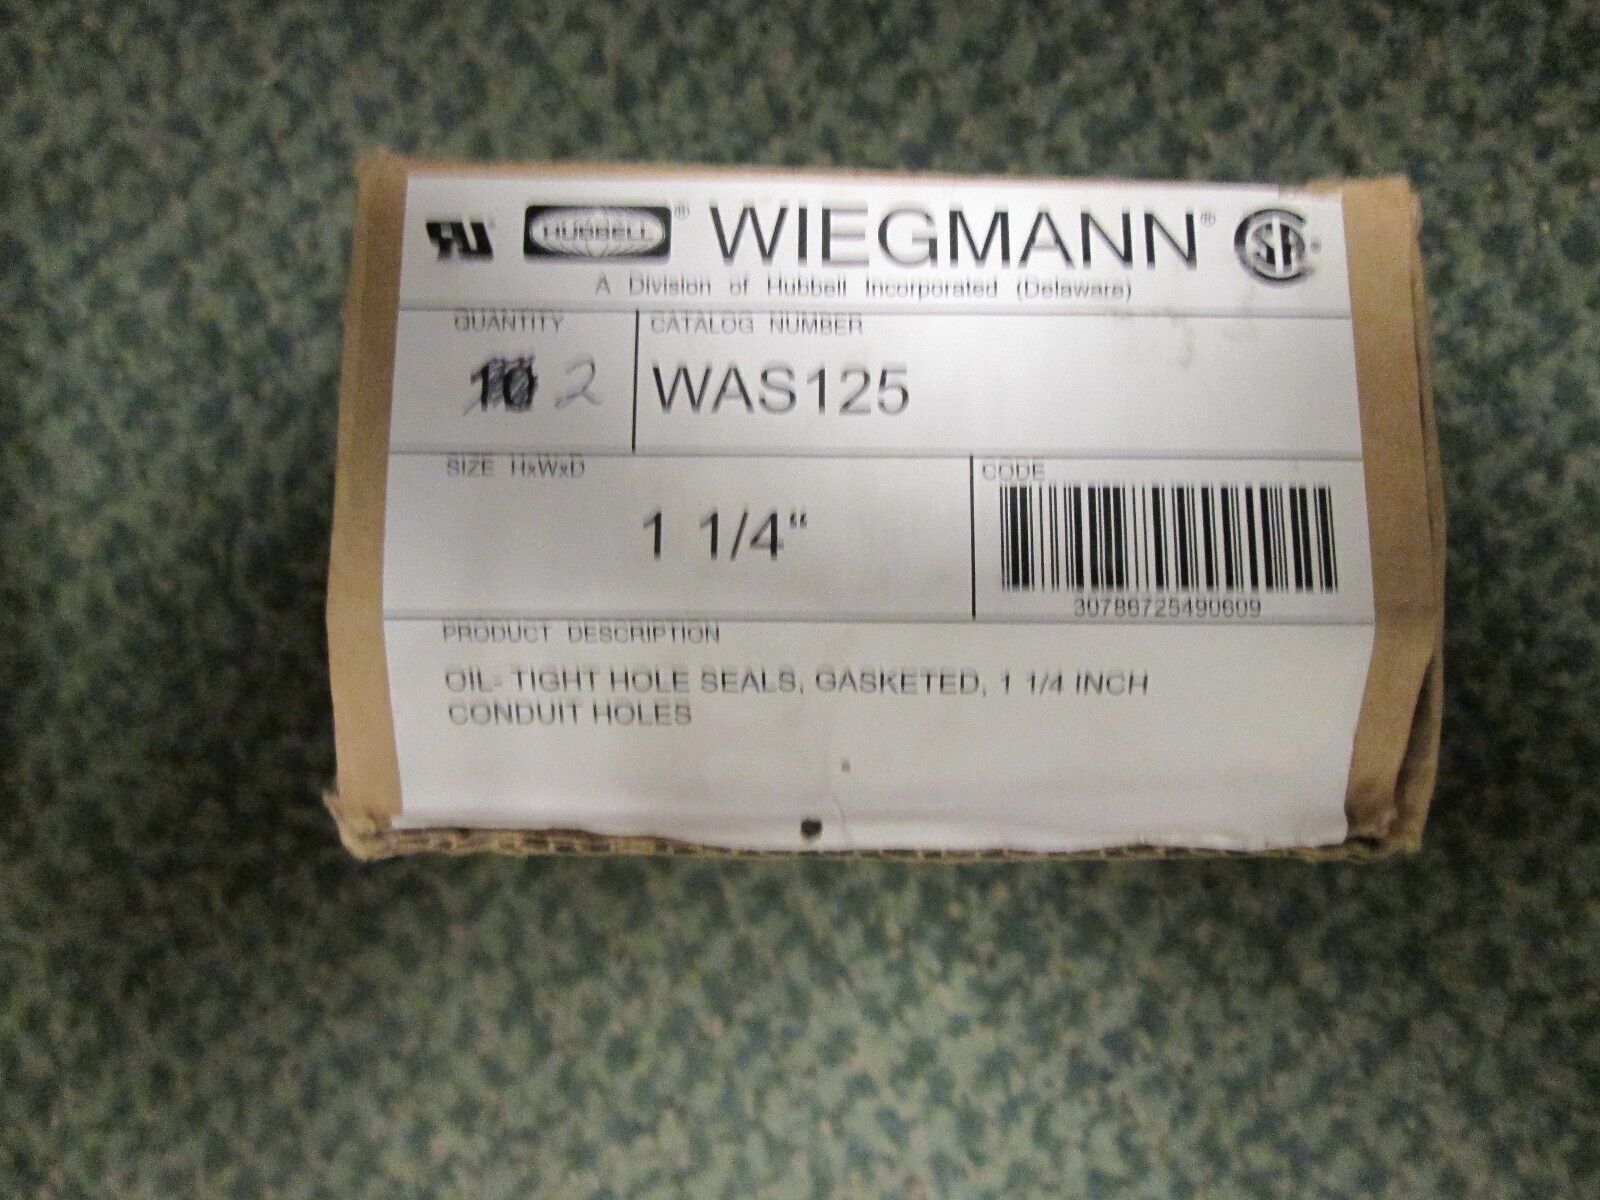 HUBBELL® WIEGMANN® CSA®
A Division of Hubbell Incorporated (Delaware)
QUANTITY CATALOG NUMBER
10 2 WAS125
SIZE HxWxD CODE
1 1/4“
30786725490609
PRODUCT DESCRIPTION
OIL- TIGHT HOLE SEALS, GASKETED, 1 1/4 INCH
CONDUIT HOLES